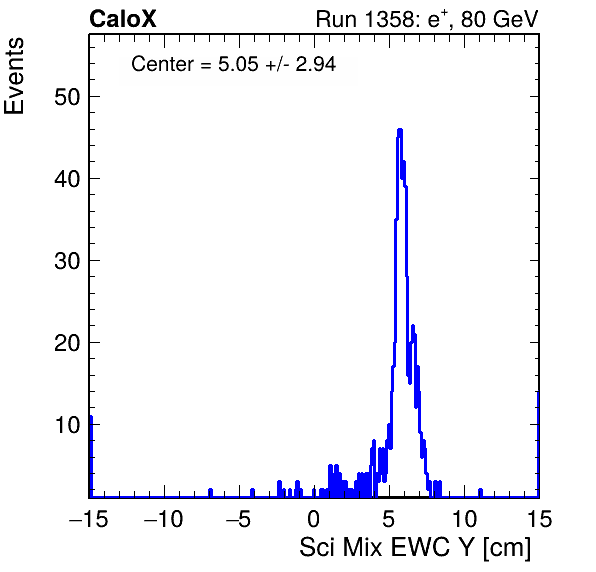 CaloX Run 1358: e⁺, 80 GeV
Center = 5.05 +/- 2.94
Events
50
40
30
20
10
−15 −10 −5 0 5 10 15
Sci Mix EWC Y [cm]